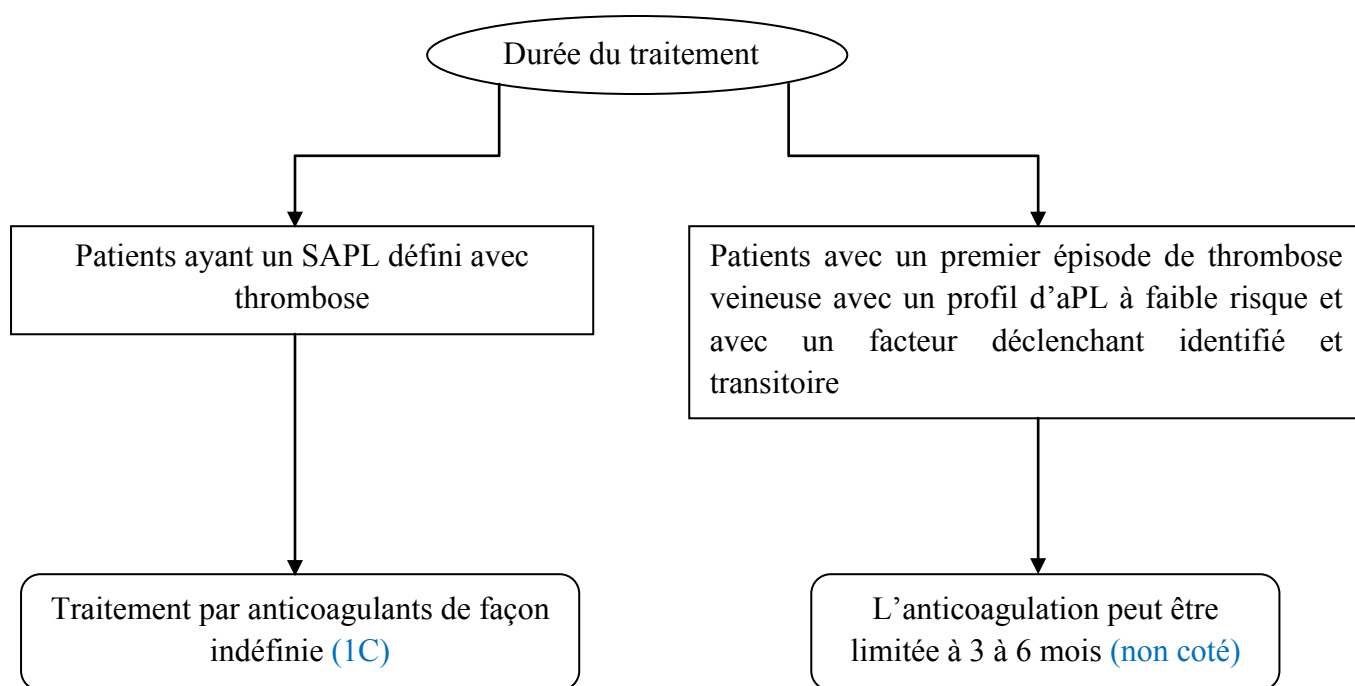 Durée du traitement
Patients ayant un SAPL défini avec
thrombose
Patients avec un premier épisode de thrombose
veineuse avec un profil d’aPL à faible risque et
avec un facteur déclenchant identifié et
transitoire
Traitement par anticoagulants de façon
indéfinie (1C)
L’anticoagulation peut être
limitée à 3 à 6 mois (non coté)